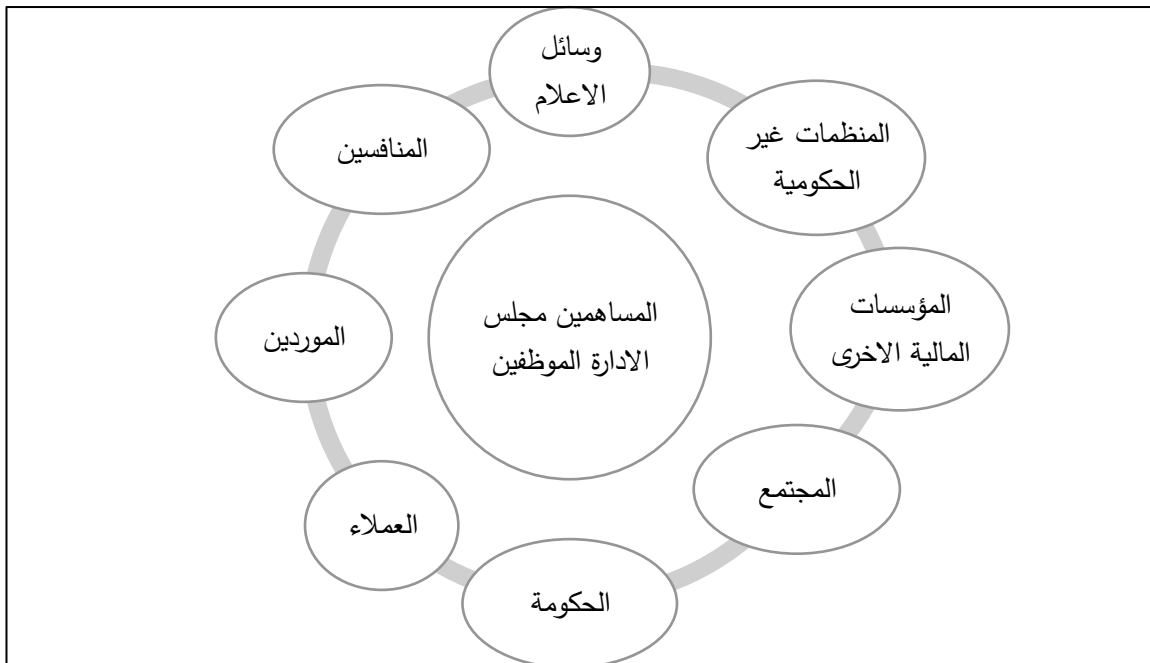 وسائل
الاعلام
المنظمات غير
الحكومية
المنافسين
المؤسسات
المالية الاخرى
المساهمين مجلس
الادارة الموظفين
الموردين
المجتمع
العملاء
الحكومة